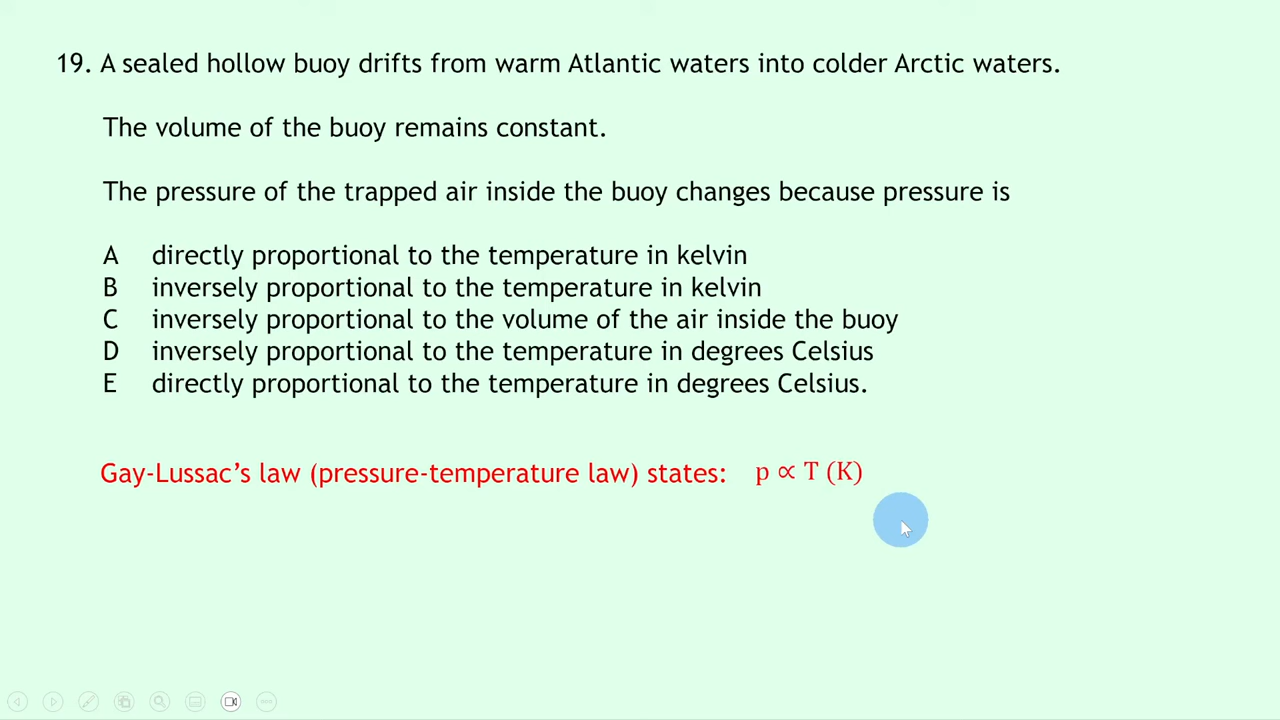 19. A sealed hollow buoy drifts from warm Atlantic waters into colder Arctic waters.
The volume of the buoy remains constant.
The pressure of the trapped air inside the buoy changes because pressure is
A directly proportional to the temperature in kelvin
B inversely proportional to the temperature in kelvin
C inversely proportional to the volume of the air inside the buoy
D inversely proportional to the temperature in degrees Celsius
E directly proportional to the temperature in degrees Celsius.
Gay-Lussac’s law (pressure-temperature law) states: p ∝ T (K)